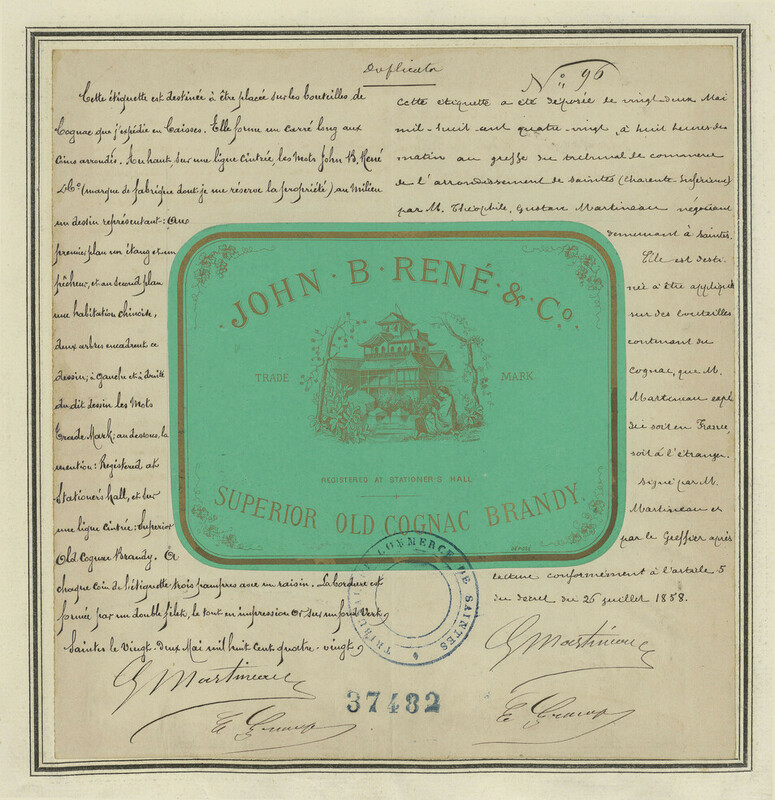 Duplicata
No. 96
Cette étiquette est destinée à être placée sur les bouteilles de
Cognac que j'expédie en Caisses. Elle forme un carré long aux
coins arrondis. En haut, sur une ligne cintrée, les Mots John B. René
& Co (marque de fabrique dont je me réserve la propriété) au Milieu
un dessin représentant: au
premier plan un étang et un
pêcheur, et au second plan
une habitation chinoise,
deux arbres encadrent ce
dessin; à gauche et à droite
du dit dessin les Mots
Trade Mark; au dessous, la
mention: Registered at
Stationer's hall, et sur
une ligne cintrée: Superior
Old Cognac Brandy. A
chaque coin de l'étiquette trois pampres avec un raisin. La bordure est
formée par un double filet, le tout en impression Or sur un fond Vert,
Saintes le Vingt-deux Mai mil huit cent quatre-vingt,
G Martineau
Cette étiquette a été déposée le vingt-deux Mai
mil-huit-cent quatre-vingt, à huit heures du
matin au greffe du tribunal de commerce
de l'arrondissement de Saintes (Charente-Inférieure)
par M. Théophile, Gustave Martineau négociant
demeurant à Saintes.
Elle est desti-
née à être appliquée
sur des bouteilles
contenant du
cognac, que M.
Martineau expé
die soit en France,
soit à l'étranger.
Signé par M.
Martineau et
par le Greffier après
lecture conformément à l'article 5
du décret du 26 juillet 1858.
G Martineau
JOHN · B · RENÉ · & · Co.
TRADE MARK
REGISTERED AT STATIONER'S HALL
SUPERIOR OLD COGNAC BRANDY.
DÉPOSÉ
TRIBUNAL DE COMMERCE DE SAINTES
37482